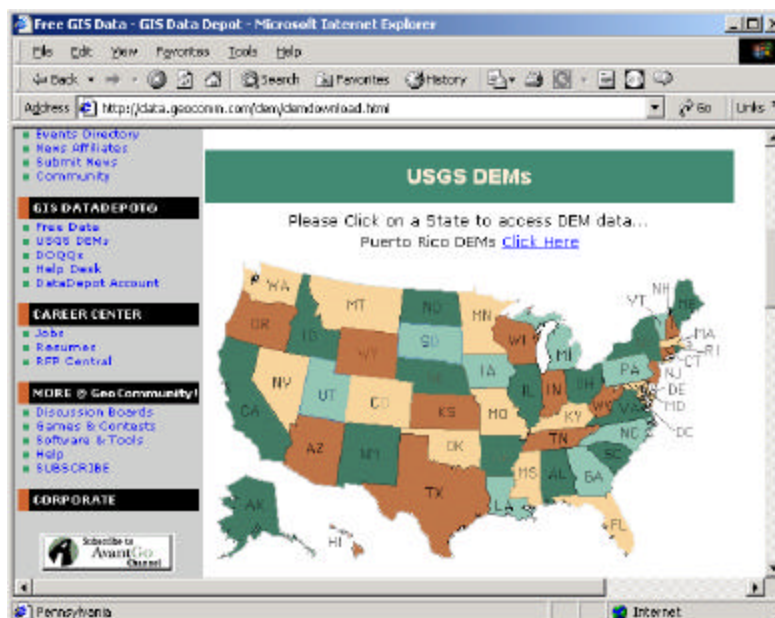 Free GIS Data - GIS Data Depot - Microsoft Internet Explorer
File Edit View Favorites Tools Help
Back Search Favorites History
Address http://data.geocomm.com/dem/demdownload.html Go Links
Events Directory
News Affiliates
Submit News
Community
GIS DATADEPOT®
Free Data
USGS DEMs
DOQQs
Help Desk
DataDepot Account
CAREER CENTER
Jobs
Resumes
RFP Central
MORE @ GeoCommunity!
Discussion Boards
Games & Contests
Software & Tools
Help
SUBSCRIBE
CORPORATE
Subscribe to
AvantGo
Channel
USGS DEMs
Please Click on a State to access DEM data...
Puerto Rico DEMs Click Here
WA
MT
ND
MN
OR
ID
WY
SD
WI
MI
VT
NH
ME
MA
RI
CT
NV
UT
CO
IA
IL
IN
OH
PA
NJ
DE
MD
DC
CA
KS
MO
KY
WV
VA
AZ
NM
OK
TN
NC
SC
TX
MS
AL
GA
LA
FL
AK
HI
Pennsylvania
Internet